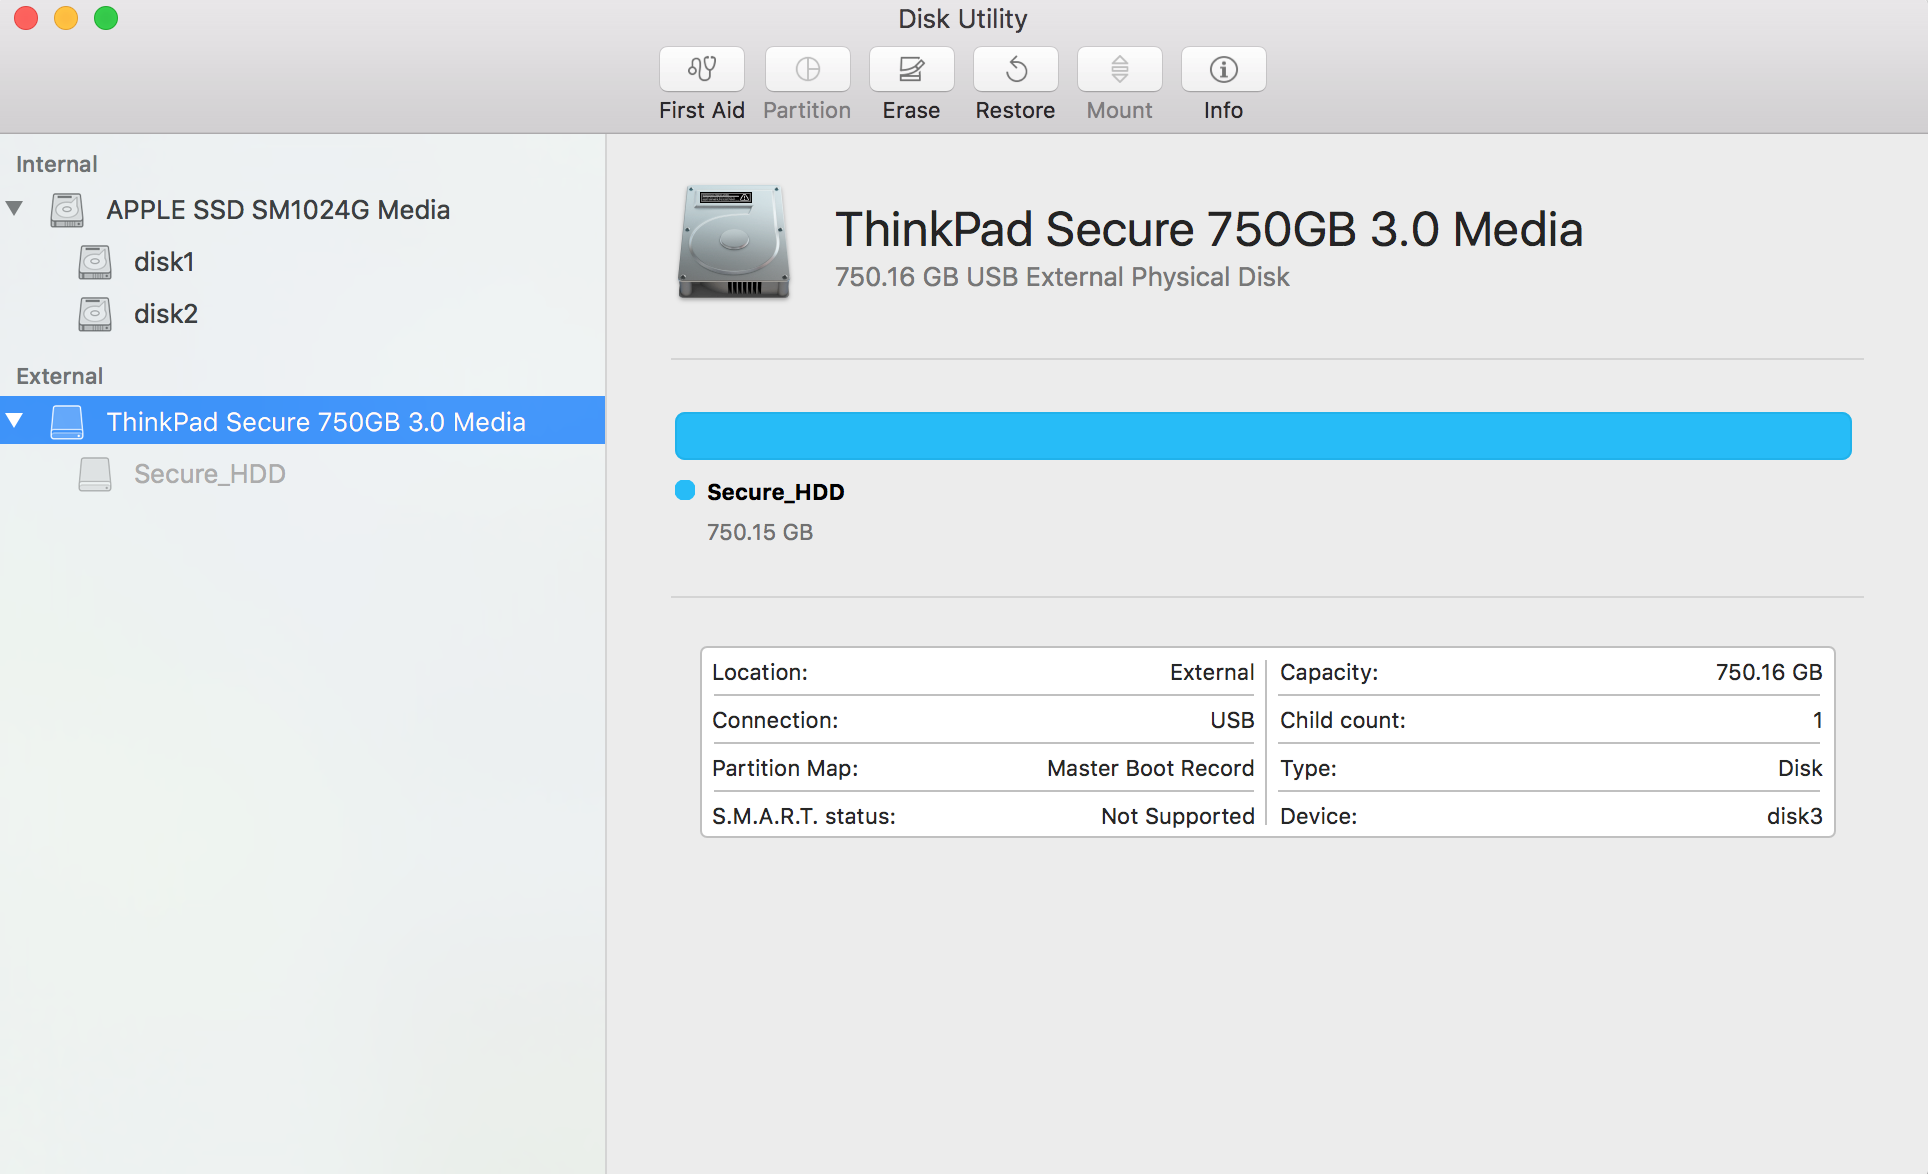 Disk Utility
First Aid Partition Erase Restore Mount Info
Internal
APPLE SSD SM1024G Media
disk1
disk2
External
ThinkPad Secure 750GB 3.0 Media
Secure_HDD
ThinkPad Secure 750GB 3.0 Media
750.16 GB USB External Physical Disk
Secure_HDD
750.15 GB
Location: External Capacity: 750.16 GB
Connection: USB Child count: 1
Partition Map: Master Boot Record Type: Disk
S.M.A.R.T. status: Not Supported Device: disk3